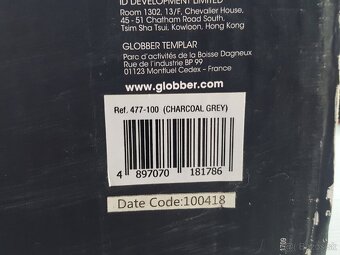 ID DEVELOPMENT LIMITED
Room 1302, 13/F, Chevalier House,
45 - 51 Chatham Road South,
Tsim Sha Tsui, Kowloon, Hong Kong
GLOBBER TEMPLAR
Parc d'activités de la Boisse Dagneux
Rue de l'industrie BP 99
01123 Montluel Cedex - France
www.globber.com
Ref. 477-100 (CHARCOAL GREY)
4 897070 181786
Date Code:100418